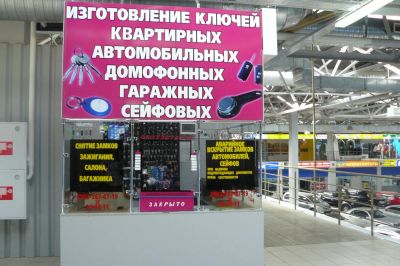 ИЗГОТОВЛЕНИЕ КЛЮЧЕЙ
КВАРТИРНЫХ
АВТОМОБИЛЬНЫХ
ДОМОФОННЫХ
ГАРАЖНЫХ
СЕЙФОВЫХ
СНЯТИЕ ЗАМКОВ
ЗАЖИГАНИЯ,
САЛОНА,
БАГАЖНИКА
АВАРИЙНОЕ
ВСКРЫТИЕ ЗАМКОВ
АВТОМОБИЛЕЙ,
СЕЙФОВ
ЗАКРЫТО